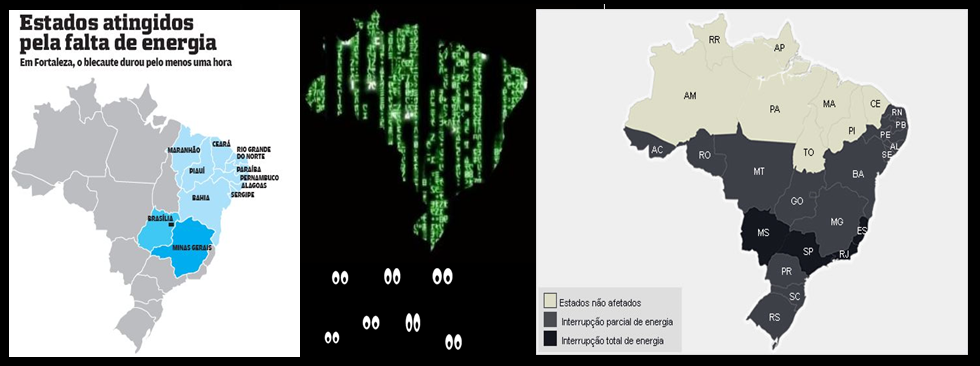 Estados atingidos
pela falta de energia
Em Fortaleza, o blecaute durou pelo menos uma hora
MARANHÃO
CEARÁ
RIO GRANDE
DO NORTE
PIAUÍ
PARAÍBA
PERNAMBUCO
ALAGOAS
SERGIPE
BAHIA
BRASÍLIA
MINAS GERAIS
RR
AP
AM
PA
MA
CE
RN
PB
PI
PE
AL
SE
TO
AC
RO
MT
BA
GO
MG
ES
MS
SP
RJ
PR
SC
RS
Estados não afetados
Interrupção parcial de energia
Interrupção total de energia